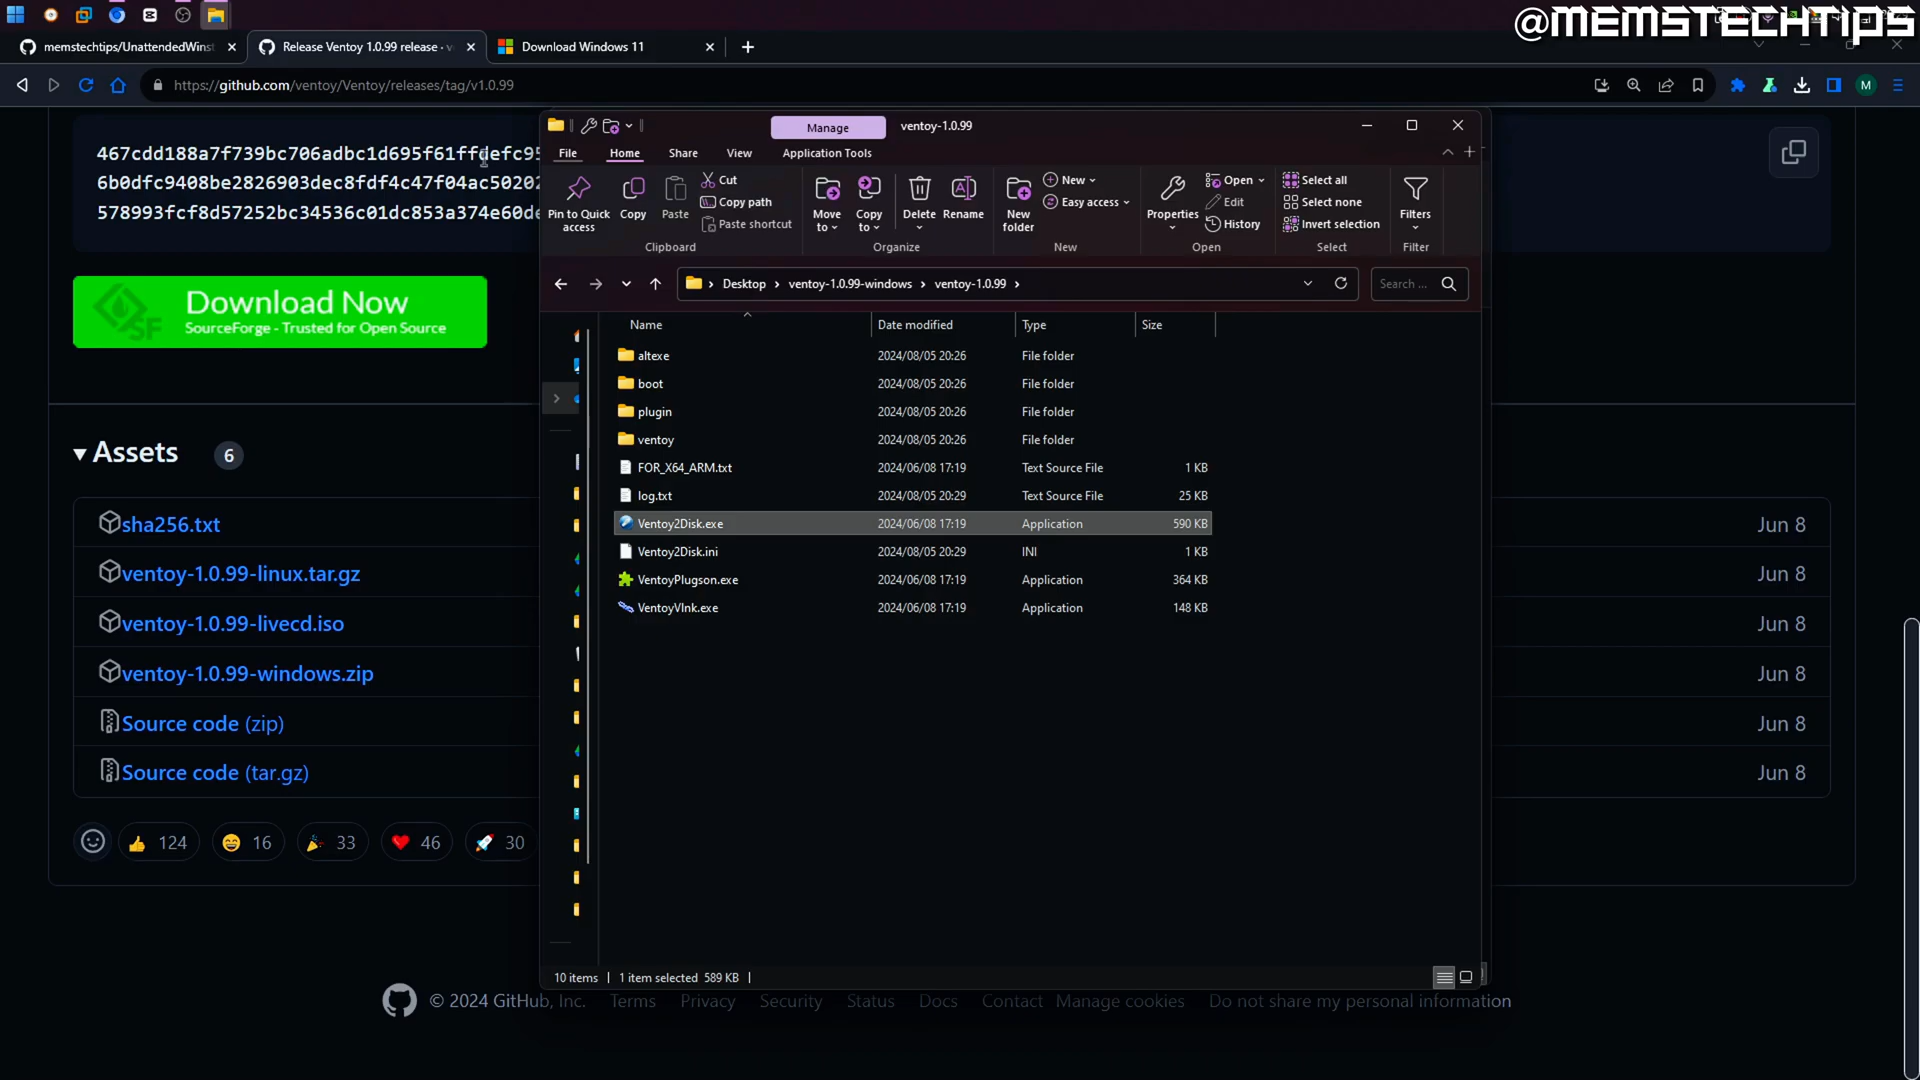 @MEMSTECHTIPS
memstechtips/UnattendedWinst
Release Ventoy 1.0.99 release · v
Download Windows 11
https://github.com/ventoy/Ventoy/releases/tag/v1.0.99
M
Manage
ventoy-1.0.99
File
Home
Share
View
Application Tools
467cdd188a7f739bc706adbc1d695f61ffdefc95
6b0dfc9408be2826903dec8fdf4c47f04ac50202
578993fcf8d57252bc34536c01dc853a374e60de
Pin to Quick access
Copy
Paste
Cut
Copy path
Paste shortcut
Move to
Copy to
Delete
Rename
New folder
New
Easy access
Properties
Open
Edit
History
Select all
Select none
Invert selection
Filters
Clipboard
Organize
New
Open
Select
Filter
Desktop > ventoy-1.0.99-windows > ventoy-1.0.99 >
Search ...
Download Now
SourceForge - Trusted for Open Source
SF
Name Date modified Type Size
altexe 2024/08/05 20:26 File folder
boot 2024/08/05 20:26 File folder
plugin 2024/08/05 20:26 File folder
ventoy 2024/08/05 20:26 File folder
FOR_X64_ARM.txt 2024/06/08 17:19 Text Source File 1 KB
log.txt 2024/08/05 20:29 Text Source File 25 KB
Ventoy2Disk.exe 2024/06/08 17:19 Application 590 KB
Ventoy2Disk.ini 2024/08/05 20:29 INI 1 KB
VentoyPlugson.exe 2024/06/08 17:19 Application 364 KB
VentoyVlnk.exe 2024/06/08 17:19 Application 148 KB
10 items 1 item selected 589 KB
Assets 6
sha256.txt Jun 8
ventoy-1.0.99-linux.tar.gz Jun 8
ventoy-1.0.99-livecd.iso Jun 8
ventoy-1.0.99-windows.zip Jun 8
Source code (zip) Jun 8
Source code (tar.gz) Jun 8
124 16 33 46 30
© 2024 GitHub, Inc. Terms Privacy Security Status Docs Contact Manage cookies Do not share my personal information